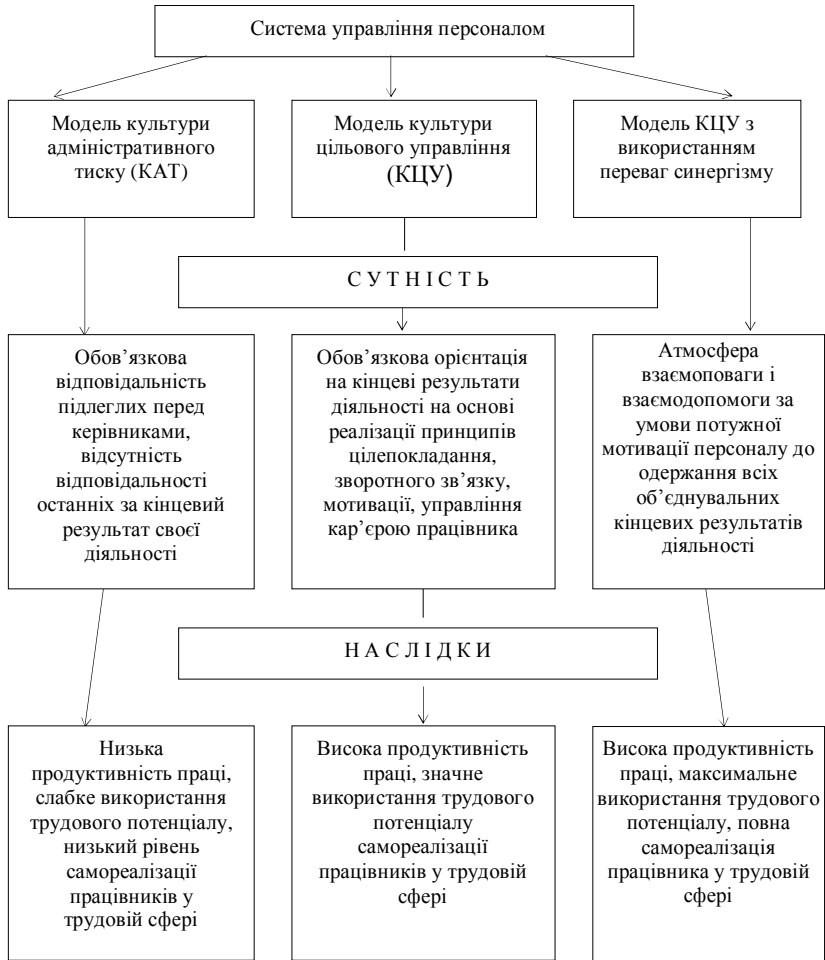 Система управління персоналом
Модель культури
адміністративного
тиску (КАТ)
Модель культури
цільового управління
(КЦУ)
Модель КЦУ з
використанням
переваг синергізму
С У Т Н І С Т Ь
Обов’язкова
відповідальність
підлеглих перед
керівниками,
відсутність
відповідальності
останніх за кінцевий
результат своєї
діяльності
Обов’язкова орієнтація
на кінцеві результати
діяльності на основі
реалізації принципів
цілепокладання,
зворотного зв’язку,
мотивації, управління
кар’єрою працівника
Атмосфера
взаємоповаги і
взаємодопомоги за
умови потужної
мотивації персоналу до
одержання всіх
об’єднувальних
кінцевих результатів
діяльності
Н А С Л І Д К И
Низька
продуктивність праці,
слабке використання
трудового потенціалу,
низький рівень
самореалізації
працівників у
трудовій сфері
Висока продуктивність
праці, значне
використання трудового
потенціалу
самореалізації
працівників у трудовій
сфері
Висока продуктивність
праці, максимальне
використання трудового
потенціалу, повна
самореалізація
працівника у трудовій
сфері